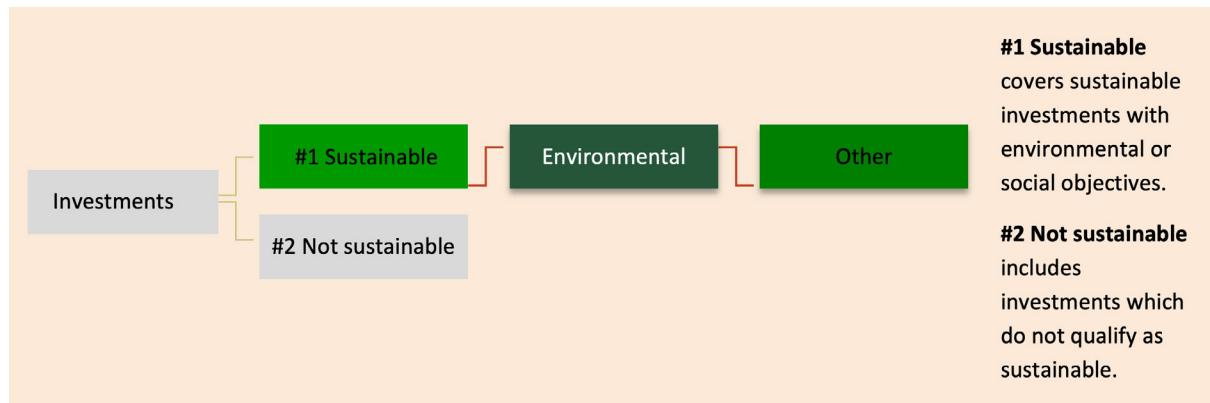 Investments
#1 Sustainable
#2 Not sustainable
Environmental
Other
#1 Sustainable
covers sustainable
investments with
environmental or
social objectives.
#2 Not sustainable
includes
investments which
do not qualify as
sustainable.